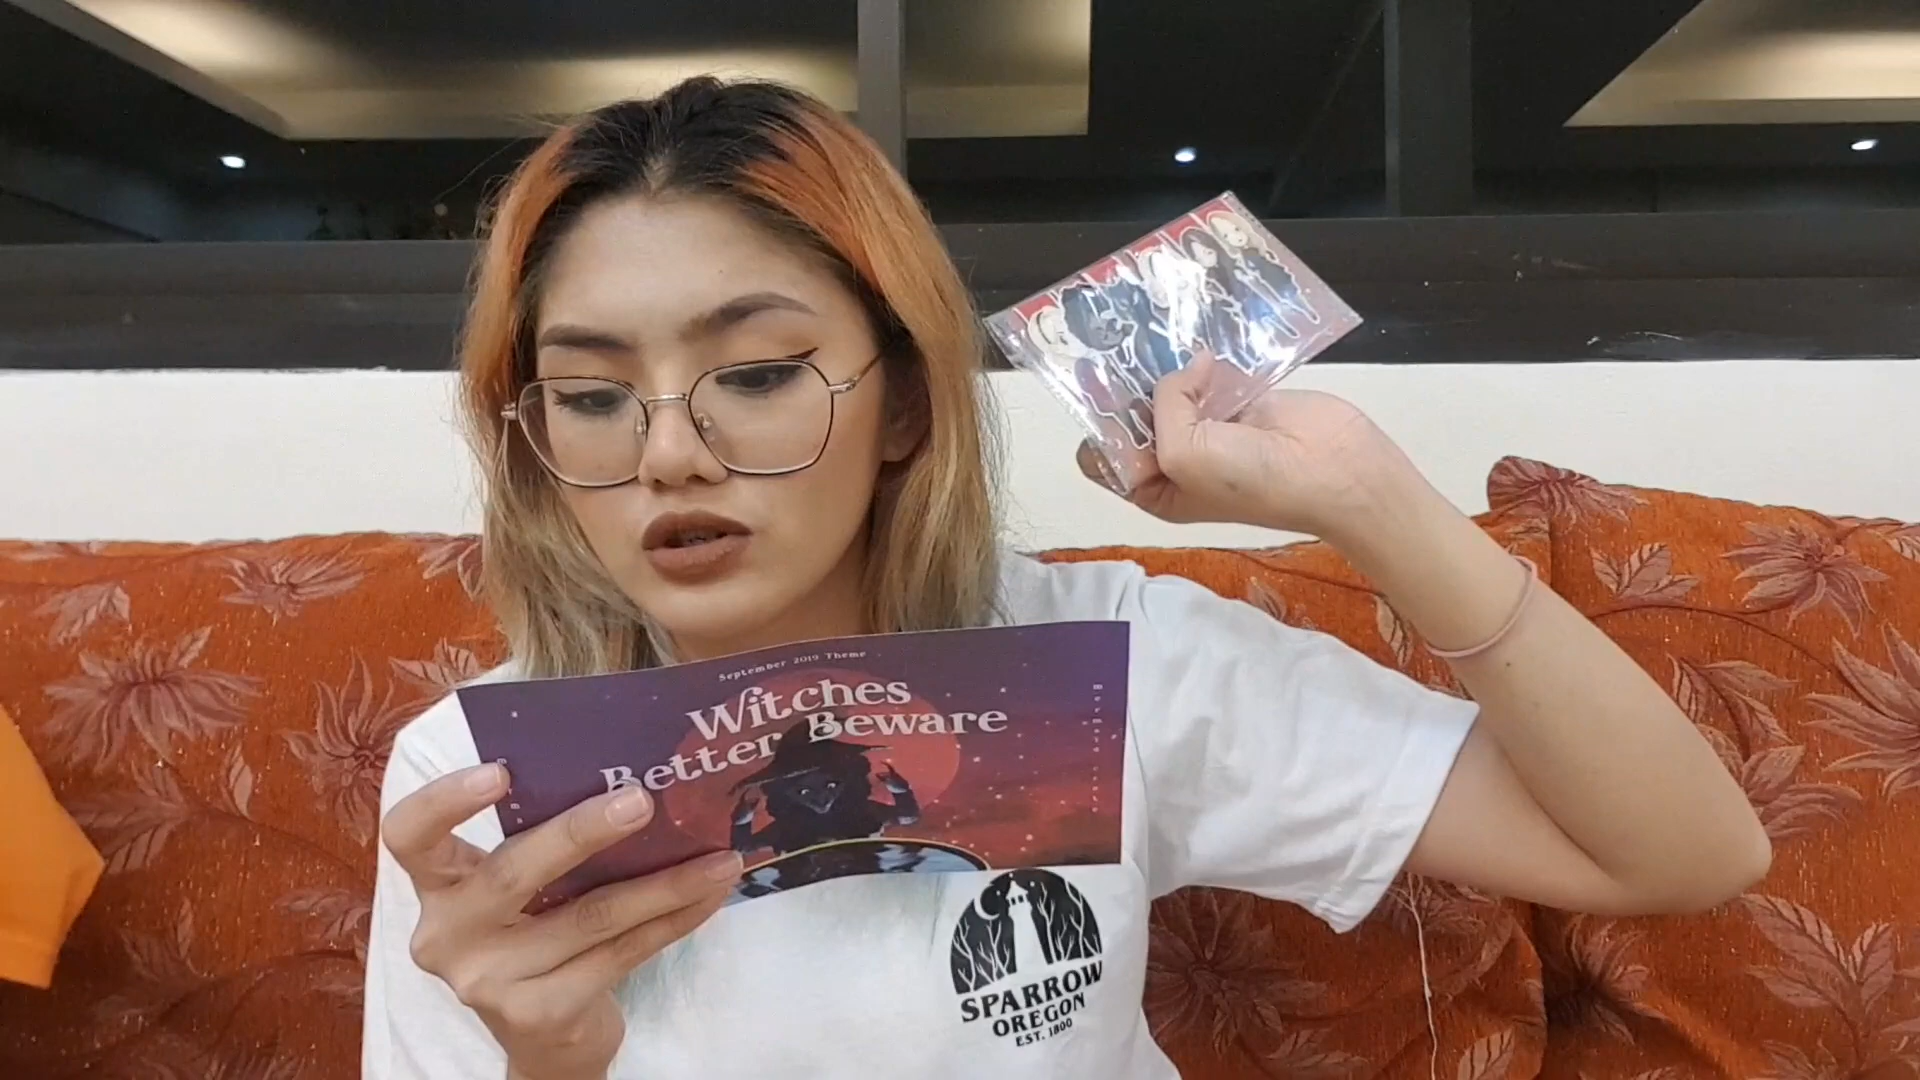 September 2019 Theme
Witches
Better Beware
SPARROW
OREGON
EST. 1800